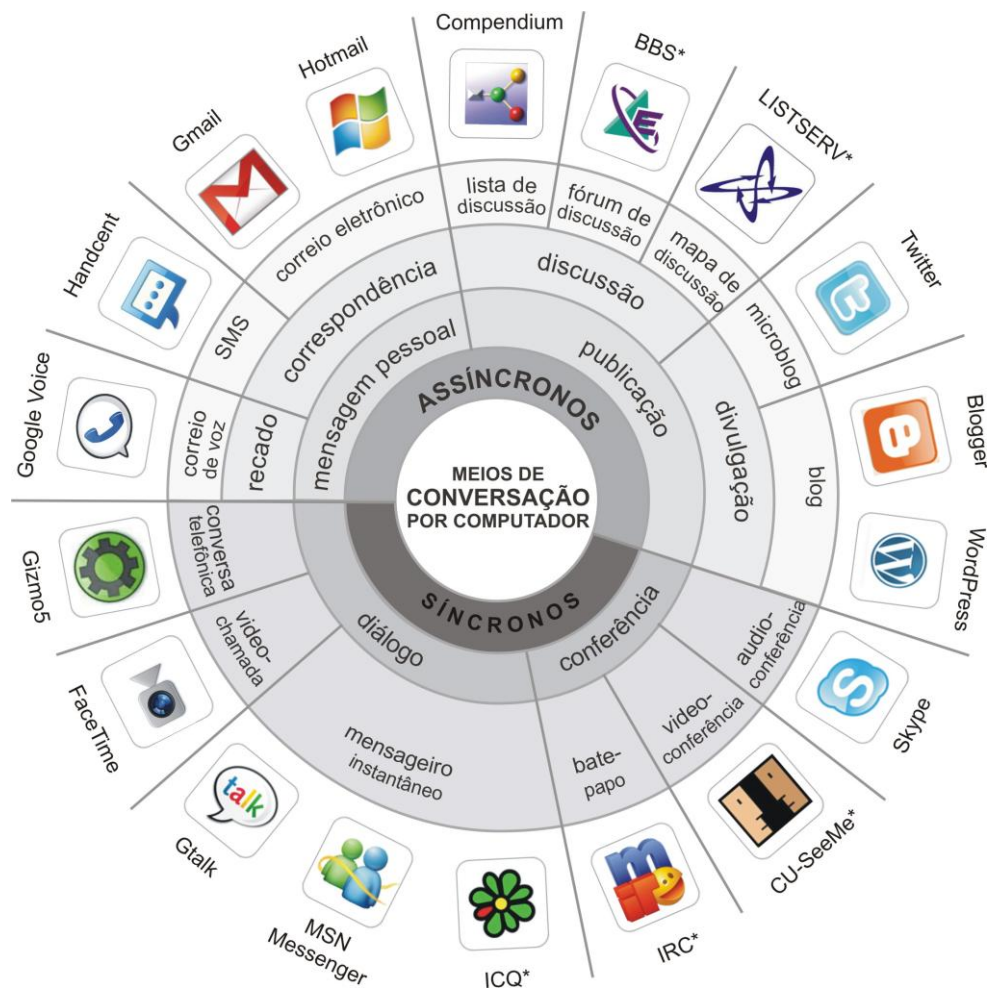 MEIOS DE
CONVERSAÇÃO
POR COMPUTADOR
ASSÍNCRONOS
mensagem pessoal
publicação
recado
correspondência
discussão
divulgação
correio
de voz
SMS
correio eletrônico
lista de
discussão
fórum de
discussão
mapa de
discussão
microblog
blog
Google Voice
Handcent
Gmail
Hotmail
Compendium
BBS*
LISTSERV*
Twitter
Blogger
WordPress
SÍNCRONOS
diálogo
conferência
conversa
telefônica
vídeo-
chamada
mensageiro
instantâneo
bate-
papo
video-
conferência
audio-
conferência
Gizmo5
FaceTime
talk
Gtalk
MSN
Messenger
ICQ*
IRC*
CU-SeeMe*
Skype